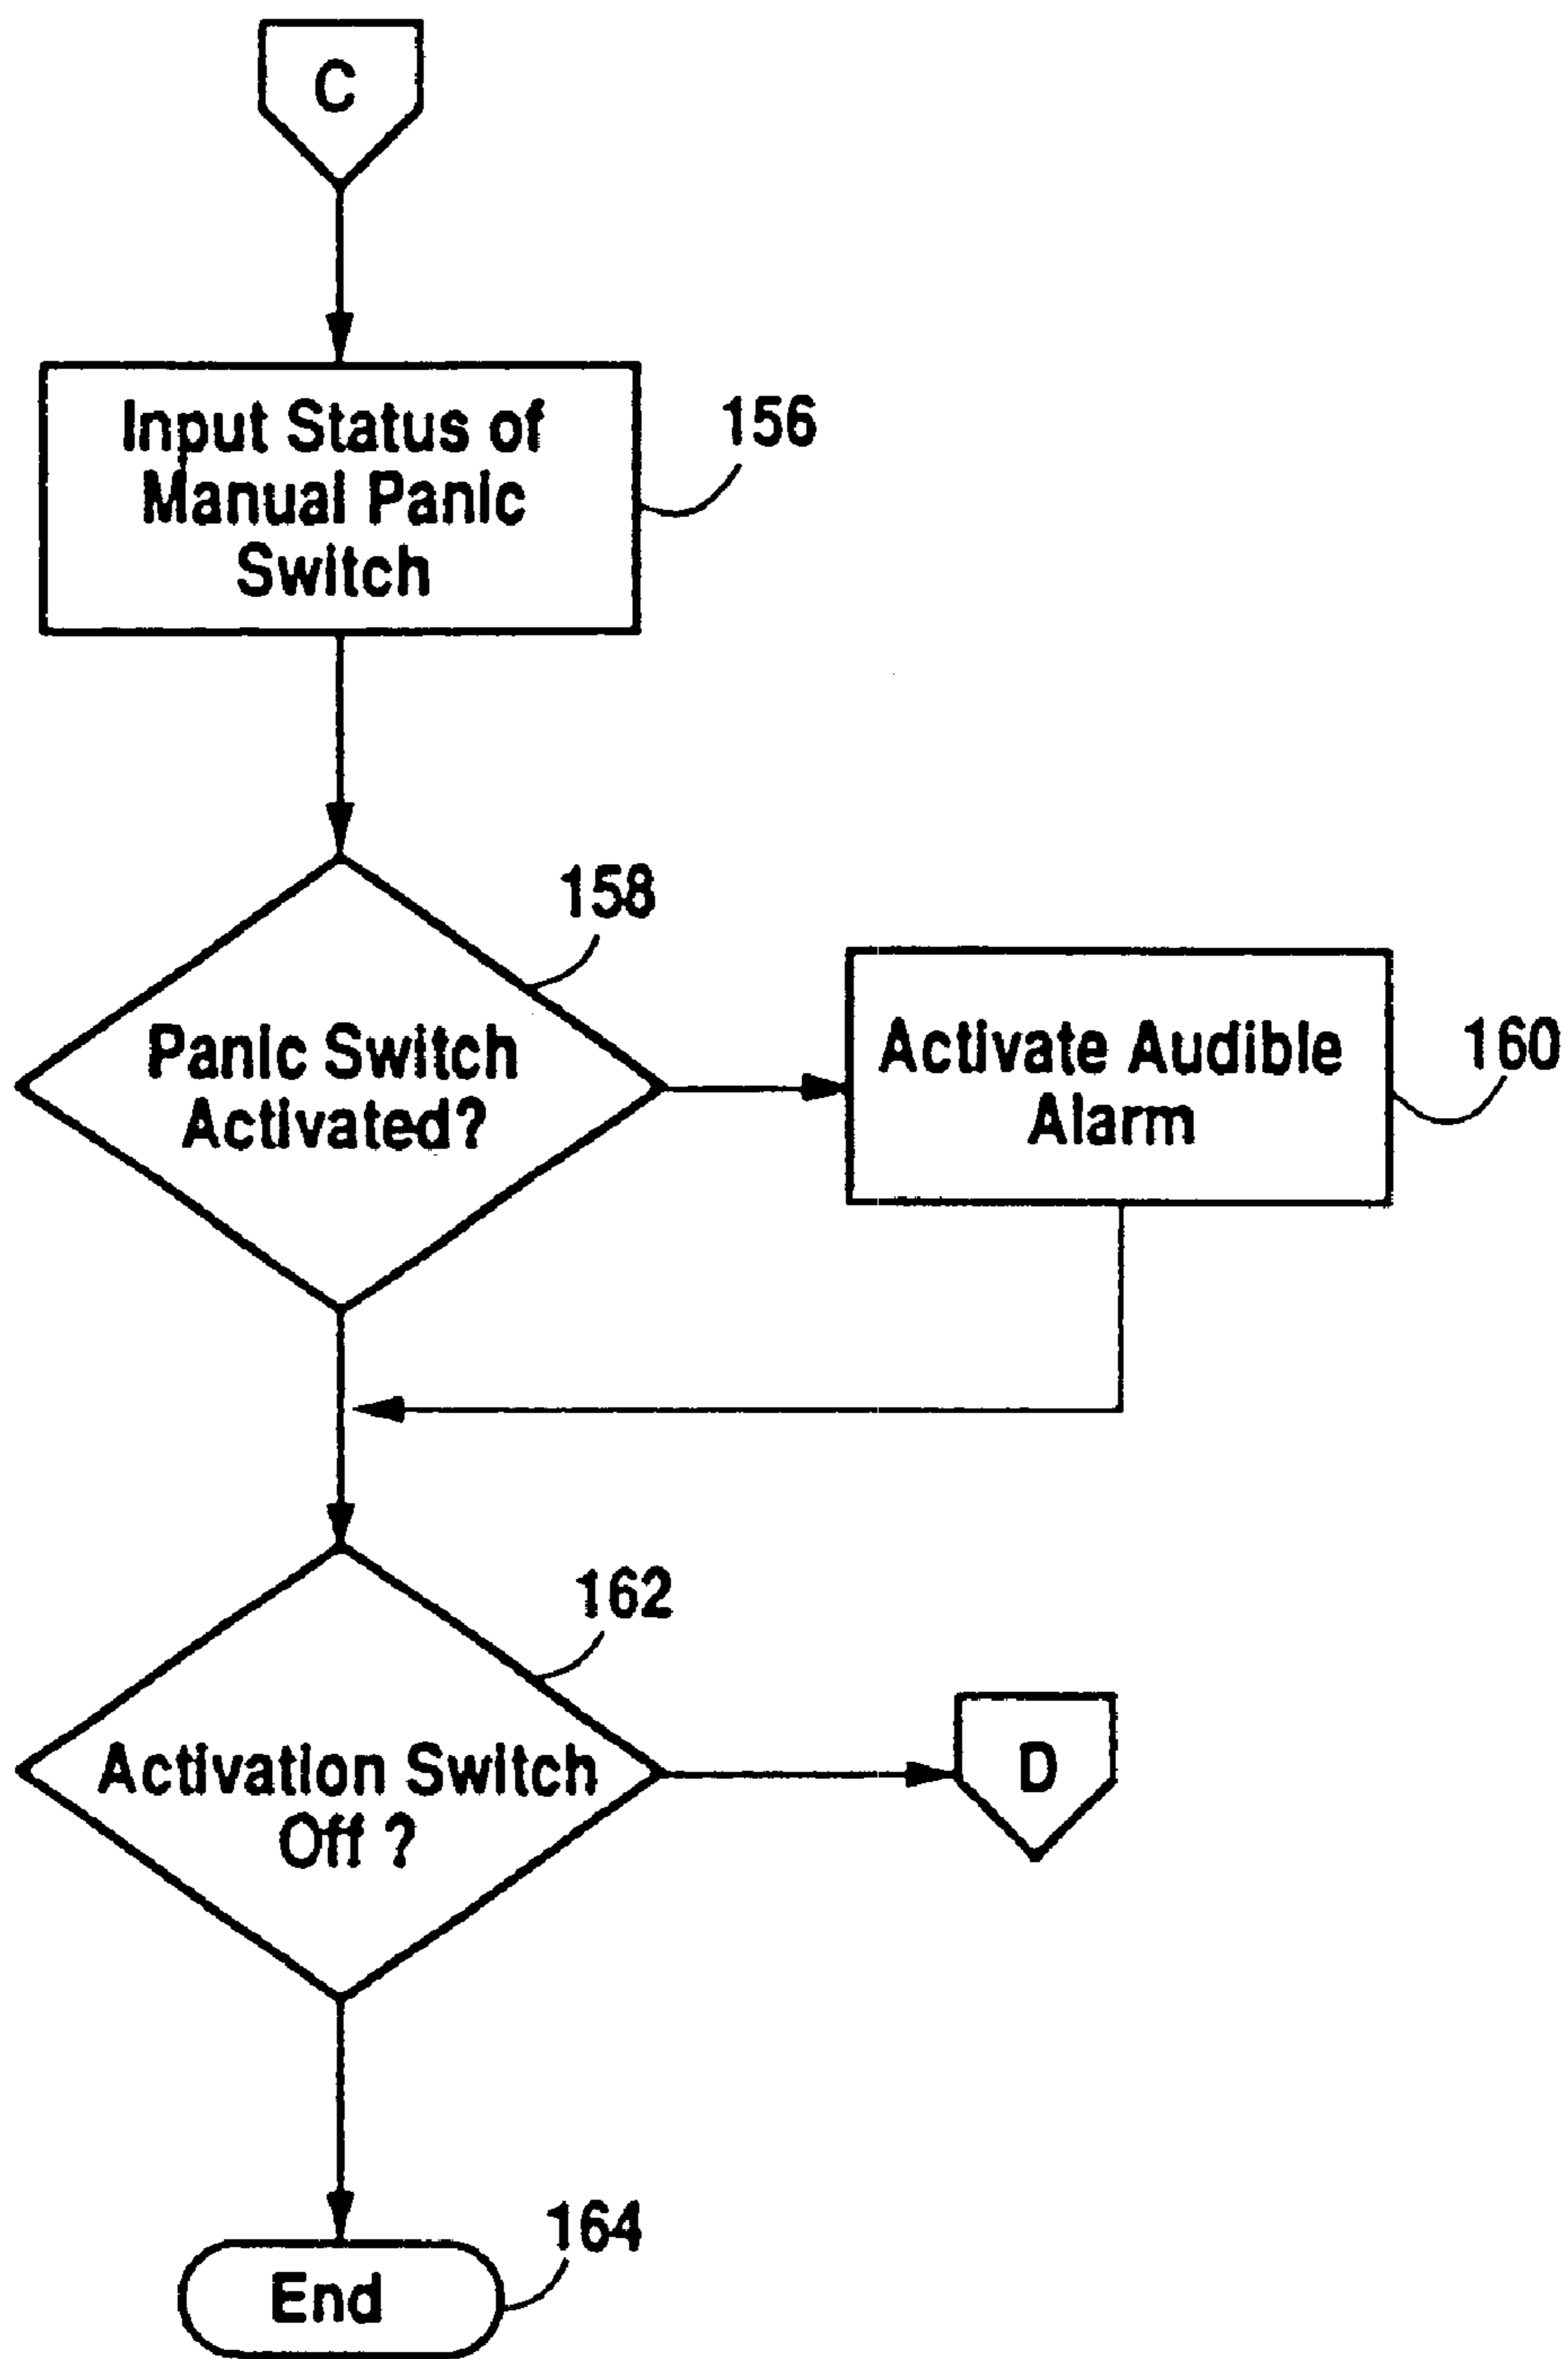 C
Input Status of
Manual Panic
Switch
156
158
Panic Switch
Activated?
Activate Audible
Alarm
160
162
Activation Switch
Off ?
D
164
End